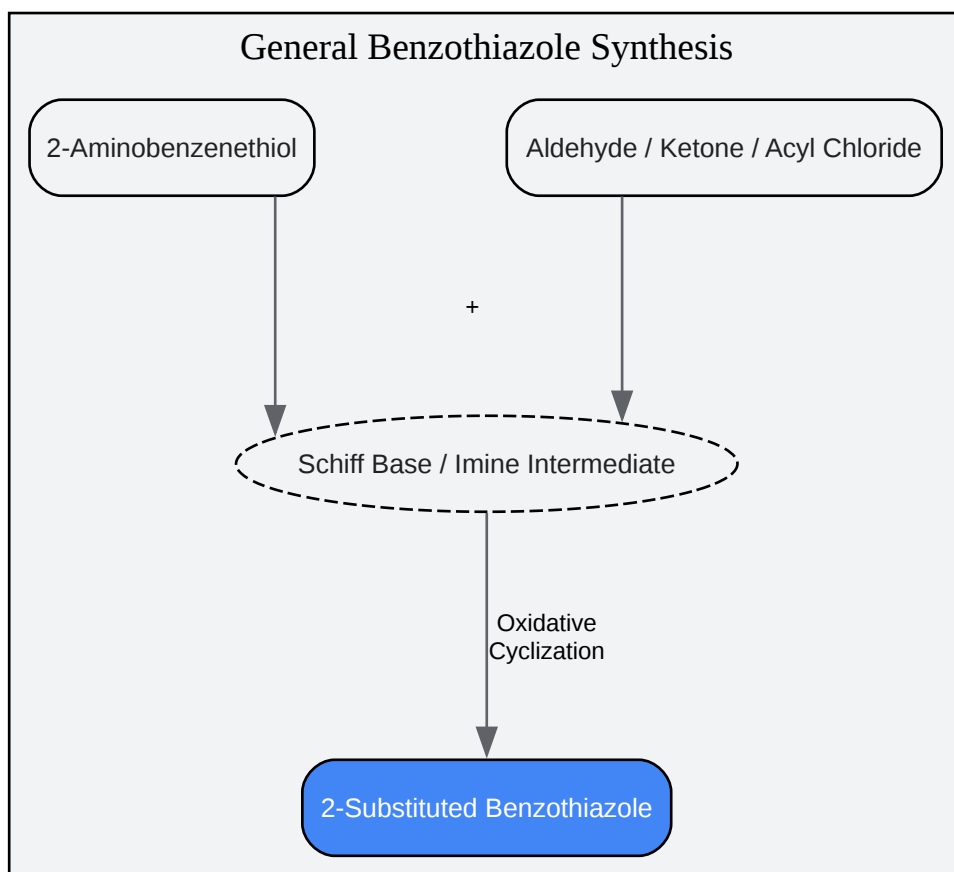 General Benzothiazole Synthesis
2-Aminobenzenethiol
Aldehyde / Ketone / Acyl Chloride
+
Schiff Base / Imine Intermediate
Oxidative
Cyclization
2-Substituted Benzothiazole